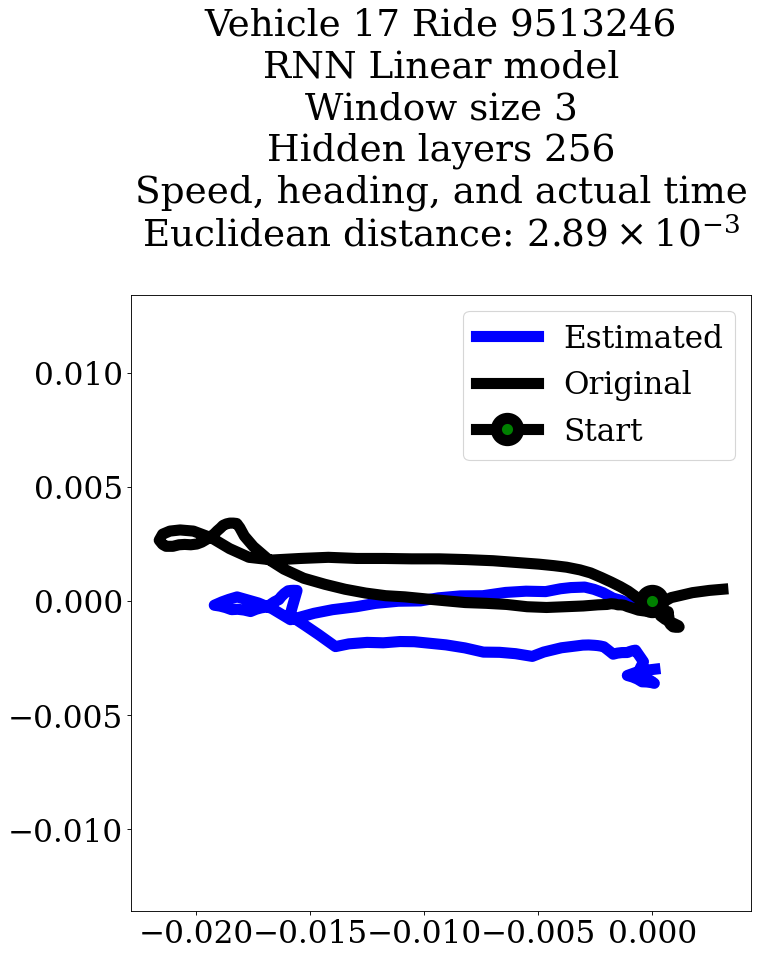 Vehicle 17 Ride 9513246
RNN Linear model
Window size 3
Hidden layers 256
Speed, heading, and actual time
Euclidean distance: 2.89 × 10⁻³
Estimated
Original
Start
0.010
0.005
0.000
−0.005
−0.010
−0.020 −0.015 −0.010 −0.005 0.000